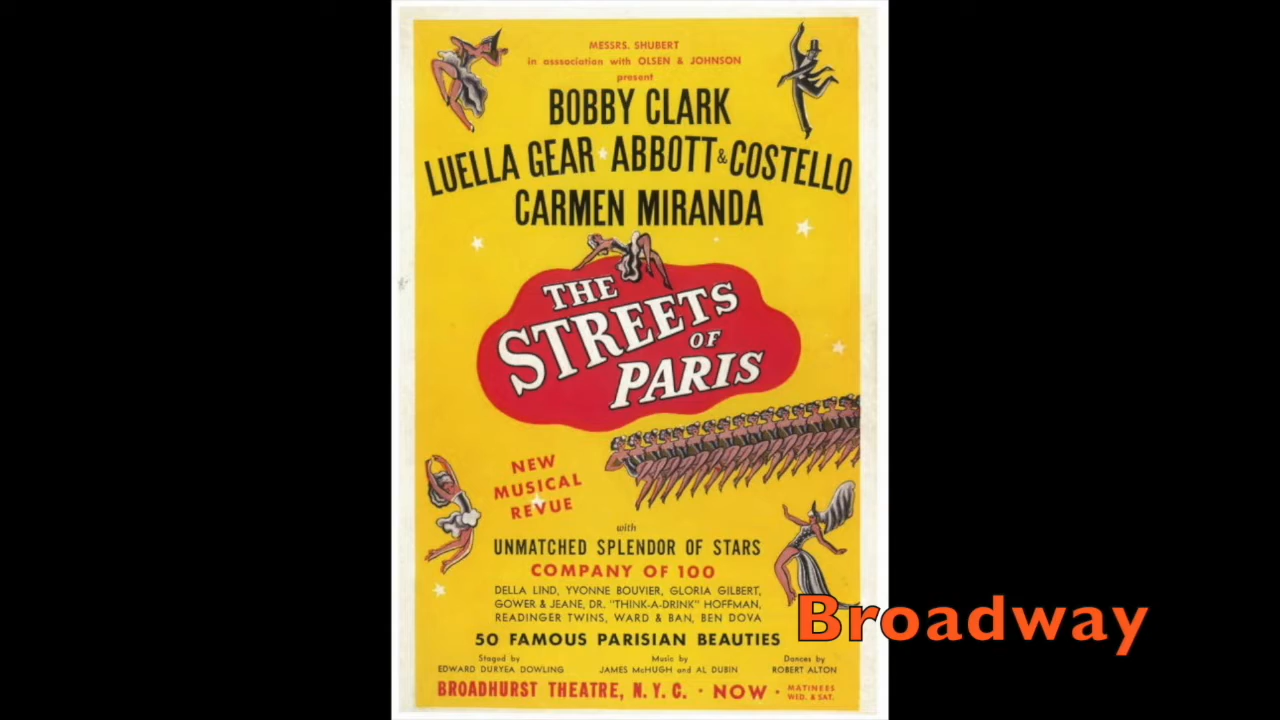 MESSRS. SHUBERT
in asssociation with OLSEN & JOHNSON
present
BOBBY CLARK
LUELLA GEAR ABBOTT & COSTELLO
CARMEN MIRANDA
THE
STREETS
OF
PARIS
NEW
MUSICAL
REVUE
with
UNMATCHED SPLENDOR OF STARS
COMPANY OF 100
DELLA LIND, YVONNE BOUVIER, GLORIA GILBERT,
GOWER & JEANE, DR. "THINK-A-DRINK" HOFFMAN,
READINGER TWINS, WARD & BAN, BEN DOVA
50 FAMOUS PARISIAN BEAUTIES
Broadway
Staged by Music by Dances by
EDWARD DURYEA DOWLING JAMES McHUGH and AL DUBIN ROBERT ALTON
BROADHURST THEATRE, N.Y.C. · NOW · MATINEES WED. & SAT.